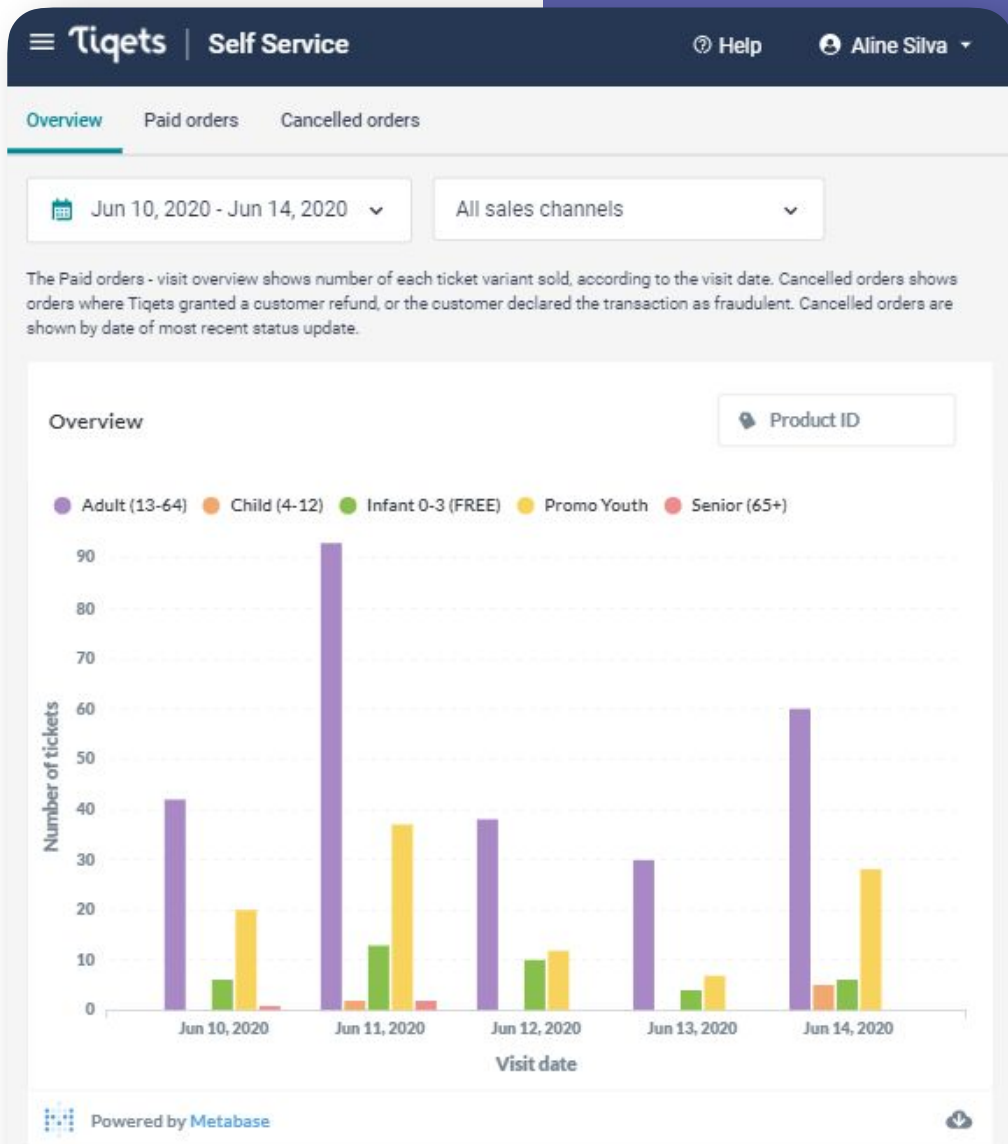 Tiqets | Self Service
Help
Aline Silva
Overview
Paid orders
Cancelled orders
Jun 10, 2020 - Jun 14, 2020
All sales channels
The Paid orders - visit overview shows number of each ticket variant sold, according to the visit date. Cancelled orders shows
orders where Tiqets granted a customer refund, or the customer declared the transaction as fraudulent. Cancelled orders are
shown by date of most recent status update.
Overview
Product ID
Adult (13-64)
Child (4-12)
Infant 0-3 (FREE)
Promo Youth
Senior (65+)
90
80
70
60
50
40
30
20
10
0
Number of tickets
Jun 10, 2020
Jun 11, 2020
Jun 12, 2020
Jun 13, 2020
Jun 14, 2020
Visit date
Powered by Metabase